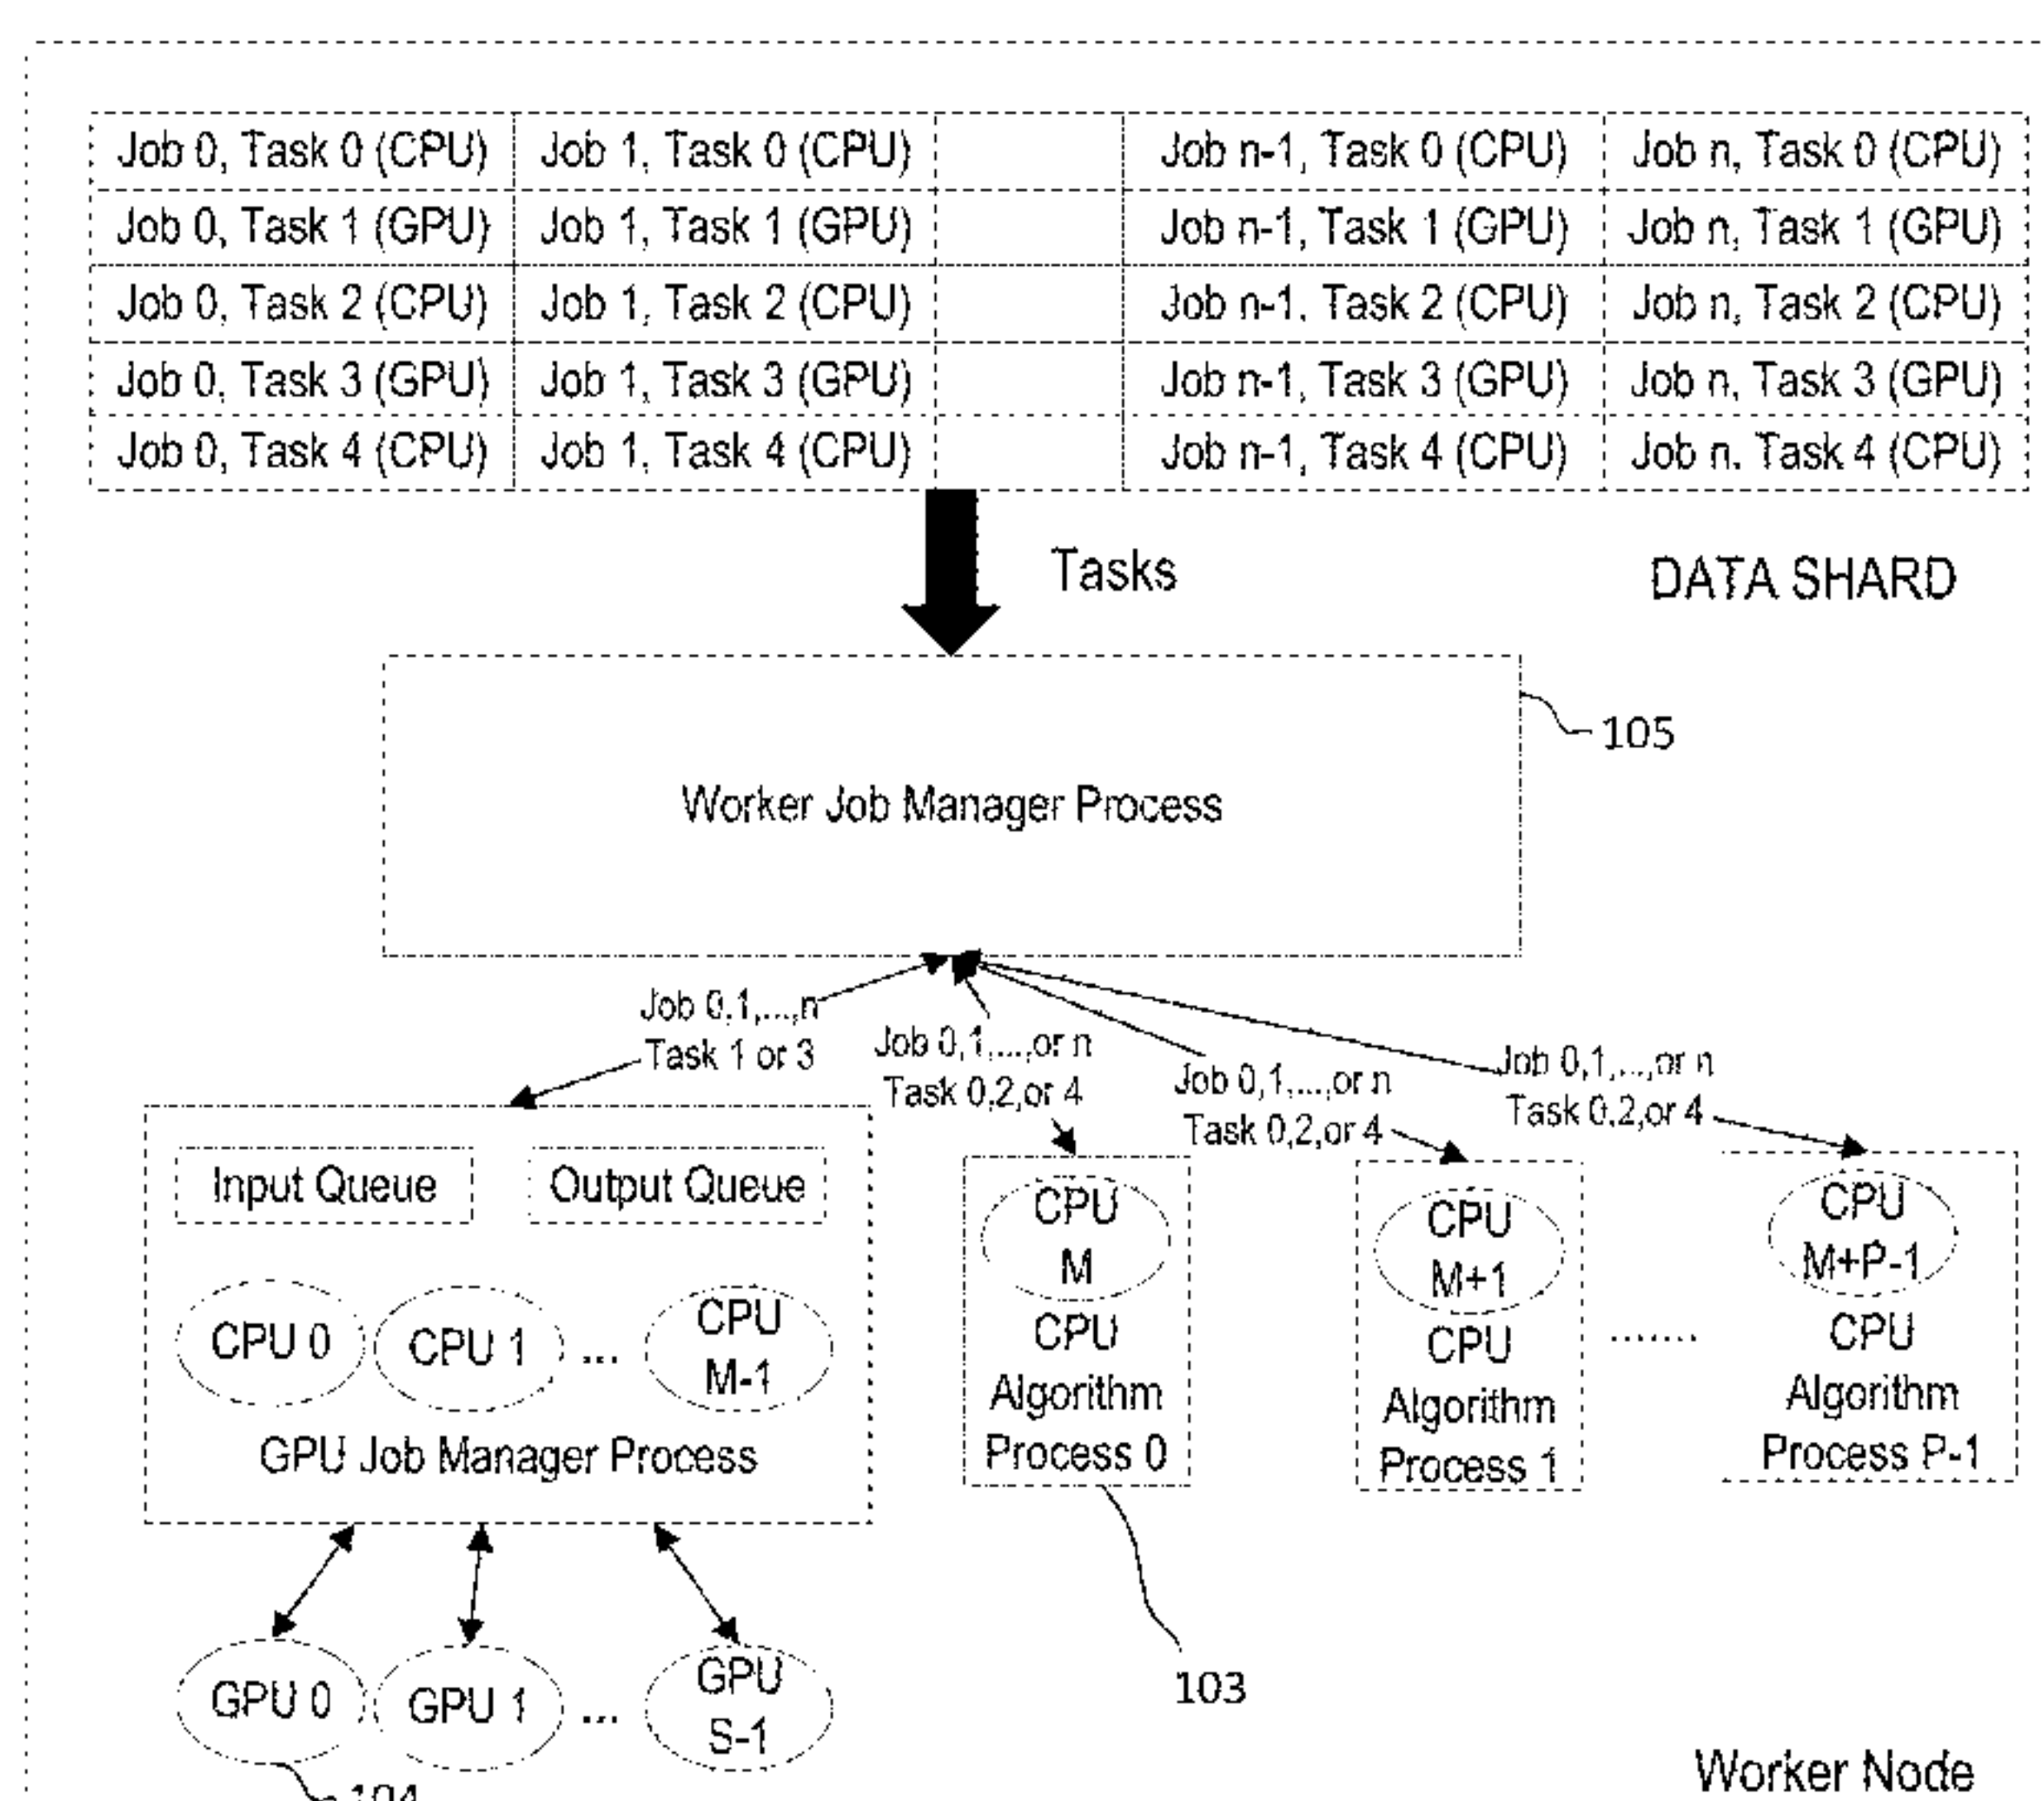 Job 0, Task 0 (CPU) Job 1, Task 0 (CPU) Job n-1, Task 0 (CPU) Job n, Task 0 (CPU)
Job 0, Task 1 (GPU) Job 1, Task 1 (GPU) Job n-1, Task 1 (GPU) Job n, Task 1 (GPU)
Job 0, Task 2 (CPU) Job 1, Task 2 (CPU) Job n-1, Task 2 (CPU) Job n, Task 2 (CPU)
Job 0, Task 3 (GPU) Job 1, Task 3 (GPU) Job n-1, Task 3 (GPU) Job n, Task 3 (GPU)
Job 0, Task 4 (CPU) Job 1, Task 4 (CPU) Job n-1, Task 4 (CPU) Job n, Task 4 (CPU)
Tasks
DATA SHARD
Worker Job Manager Process
105
Job 0,1,...,n
Task 1 or 3
Job 0,1,...,or n
Task 0,2,or 4
Job 0,1,...,or n
Task 0,2,or 4
Job 0,1,...,or n
Task 0,2,or 4
Input Queue
Output Queue
CPU 0
CPU 1
...
CPU
M-1
GPU Job Manager Process
CPU
M
CPU
Algorithm
Process 0
CPU
M+1
CPU
Algorithm
Process 1
.......
CPU
M+P-1
CPU
Algorithm
Process P-1
103
GPU 0
GPU 1
...
GPU
S-1
104
Worker Node